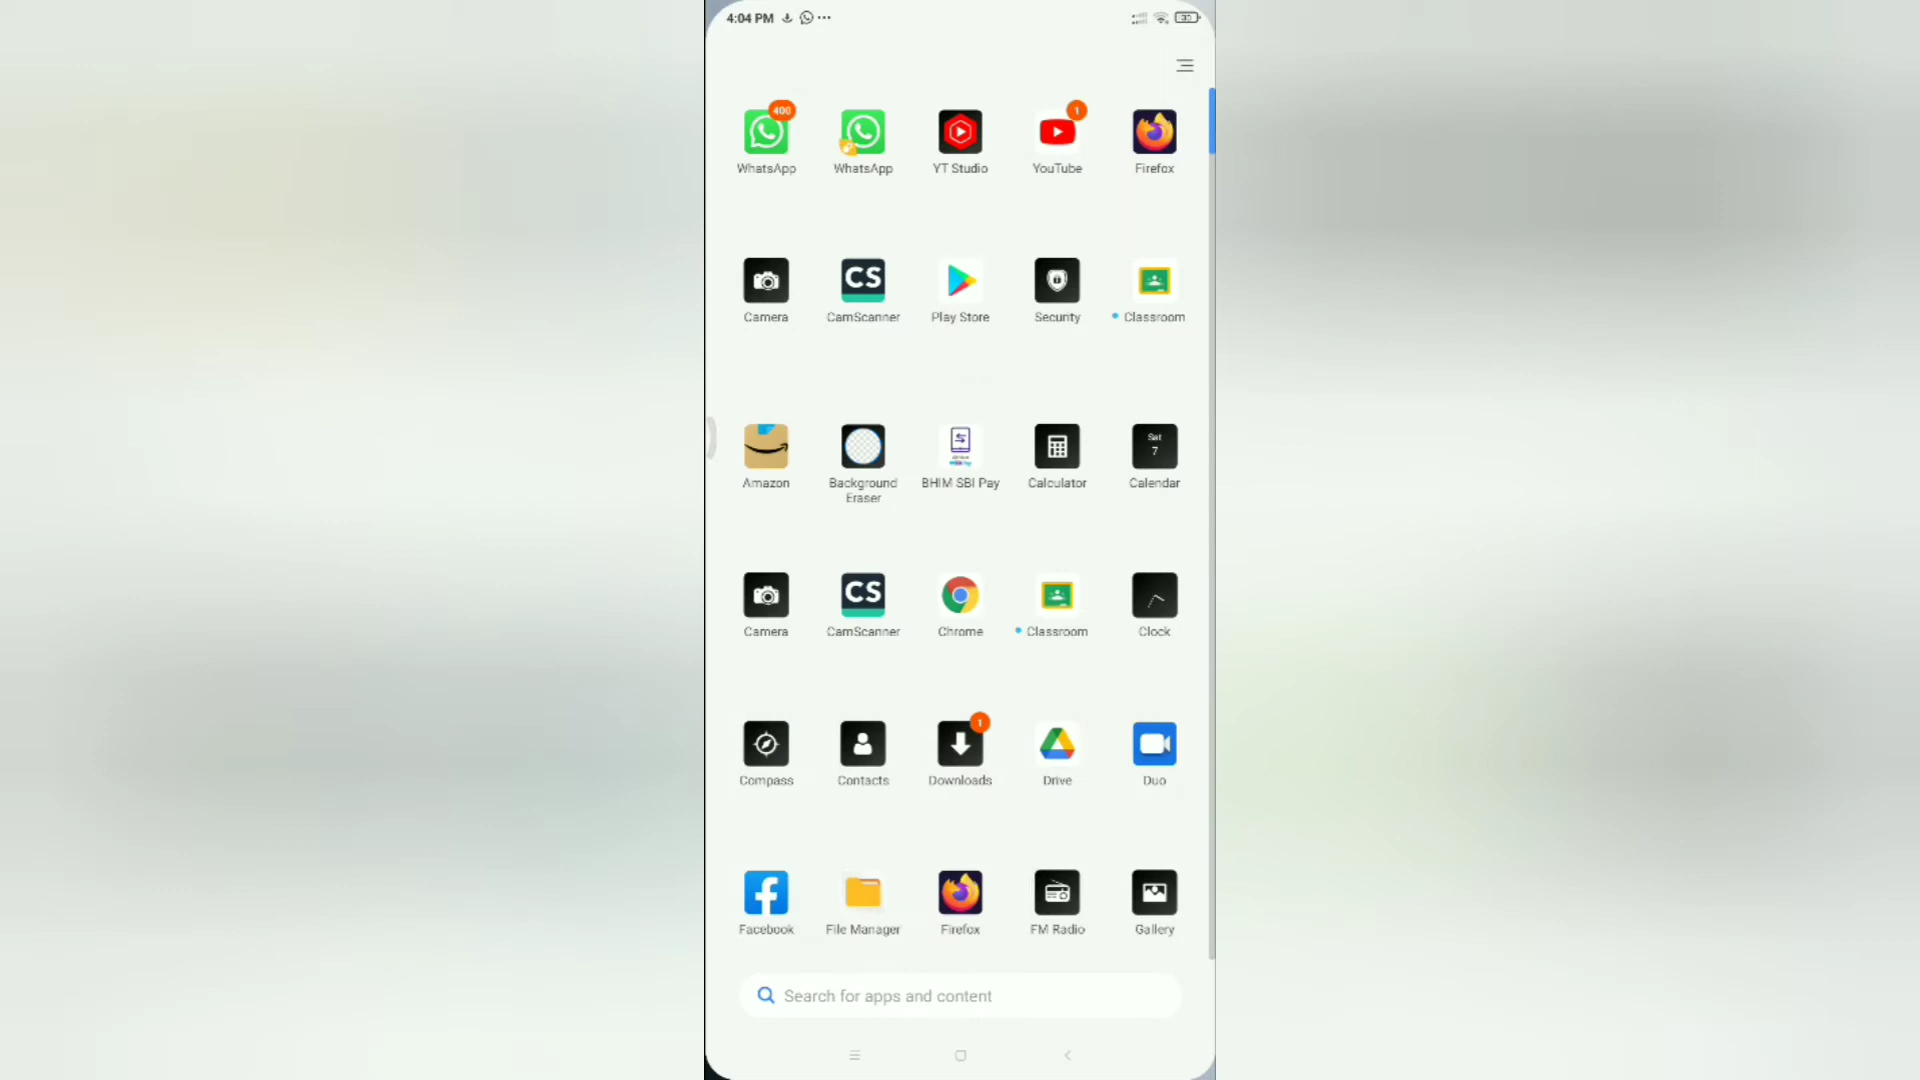 4:04 PM
30
400
1
WhatsApp
WhatsApp
YT Studio
YouTube
Firefox
CS
Camera
CamScanner
Play Store
Security
Classroom
Sat
7
Amazon
Background
Eraser
BHIM SBI Pay
Calculator
Calendar
CS
Camera
CamScanner
Chrome
Classroom
Clock
1
Compass
Contacts
Downloads
Drive
Duo
Facebook
File Manager
Firefox
FM Radio
Gallery
Search for apps and content